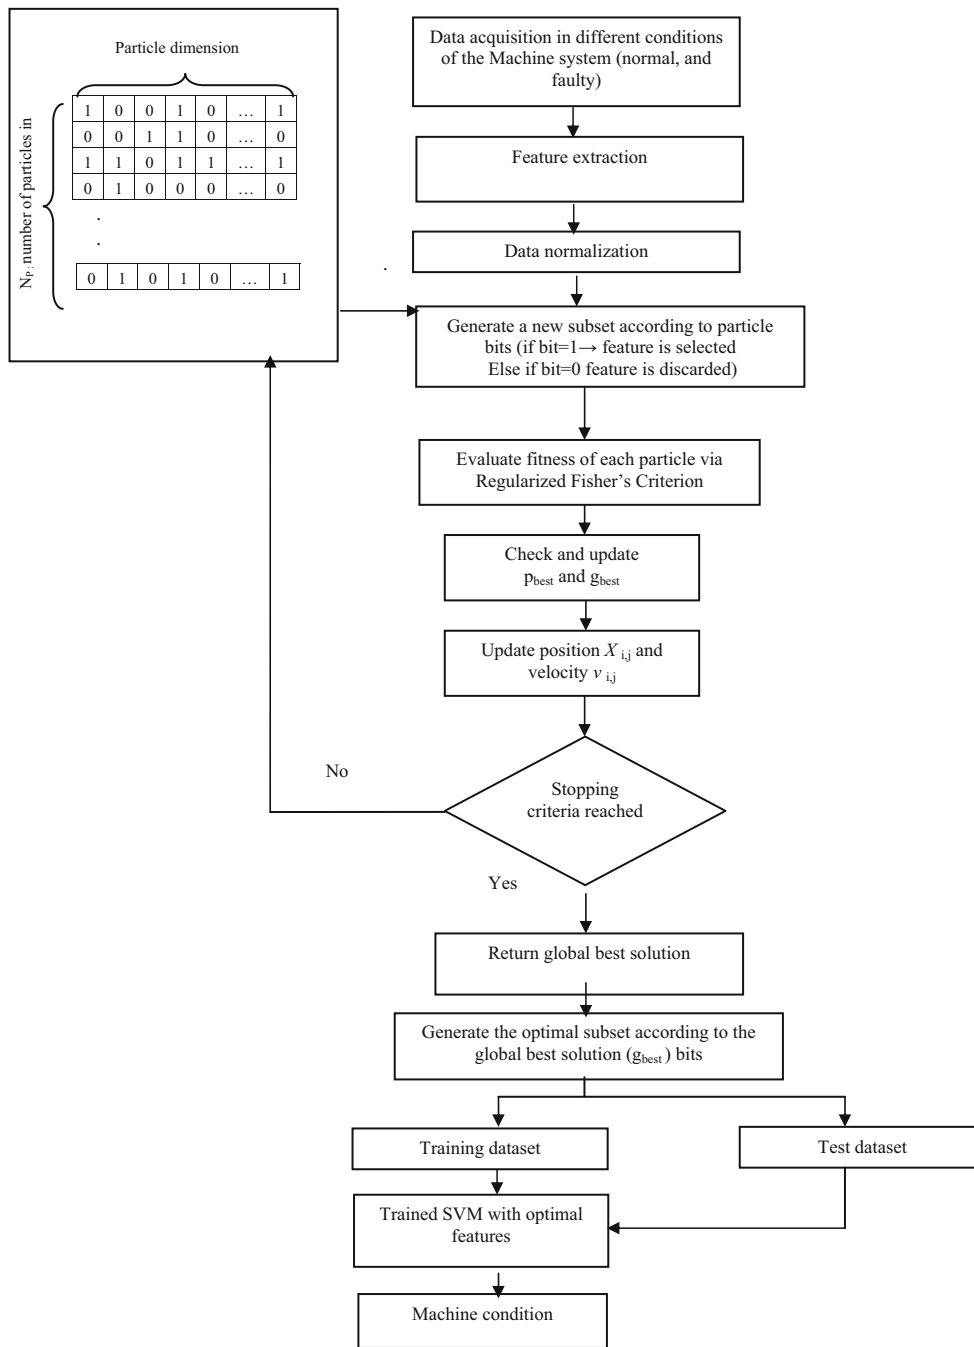 Particle dimension
N_P: number of particles in
1 0 0 1 0 … 1
0 0 1 1 0 … 0
1 1 0 1 1 … 1
0 1 0 0 0 … 0
.
.
0 1 0 1 0 … 1
.
Data acquisition in different conditions
of the Machine system (normal, and
faulty)
Feature extraction
Data normalization
Generate a new subset according to particle
bits (if bit=1→ feature is selected
Else if bit=0 feature is discarded)
Evaluate fitness of each particle via
Regularized Fisher's Criterion
Check and update
p_best and g_best
Update position X_i,j and
velocity v_i,j
Stopping
criteria reached
No
Yes
Return global best solution
Generate the optimal subset according to the
global best solution (g_best) bits
Training dataset
Test dataset
Trained SVM with optimal
features
Machine condition